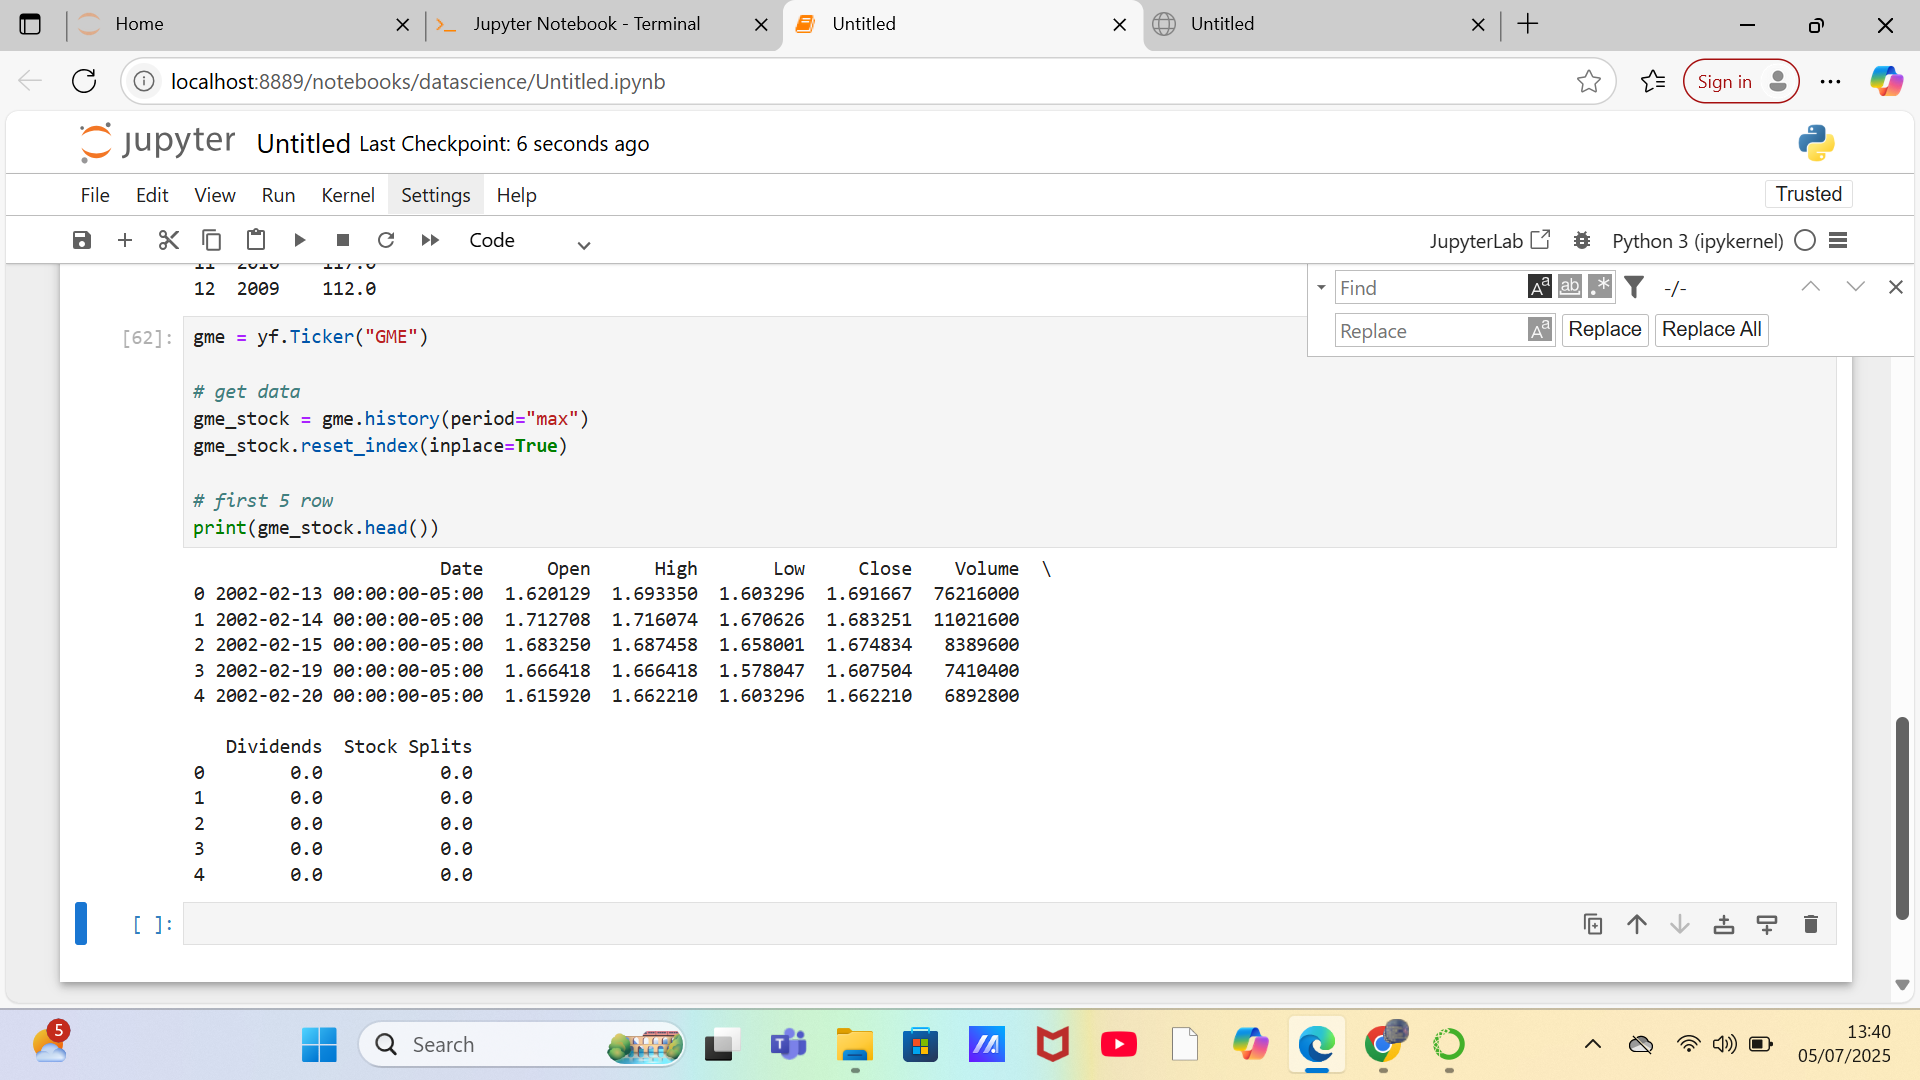 Home
Jupyter Notebook - Terminal
Untitled
Untitled
localhost:8889/notebooks/datascience/Untitled.ipynb
Sign in
jupyter Untitled Last Checkpoint: 6 seconds ago
File Edit View Run Kernel Settings Help
Trusted
Code
JupyterLab
Python 3 (ipykernel)
Find
Aa
ab
.*
-/-
Replace
Aa
Replace
Replace All
12 2009 112.0
[62]:
gme = yf.Ticker("GME")
# get data
gme_stock = gme.history(period="max")
gme_stock.reset_index(inplace=True)
# first 5 row
print(gme_stock.head())
Date Open High Low Close Volume \
0 2002-02-13 00:00:00-05:00 1.620129 1.693350 1.603296 1.691667 76216000
1 2002-02-14 00:00:00-05:00 1.712708 1.716074 1.670626 1.683251 11021600
2 2002-02-15 00:00:00-05:00 1.683250 1.687458 1.658001 1.674834 8389600
3 2002-02-19 00:00:00-05:00 1.666418 1.666418 1.578047 1.607504 7410400
4 2002-02-20 00:00:00-05:00 1.615920 1.662210 1.603296 1.662210 6892800
Dividends Stock Splits
0 0.0 0.0
1 0.0 0.0
2 0.0 0.0
3 0.0 0.0
4 0.0 0.0
[ ]:
5
Search
13:40
05/07/2025